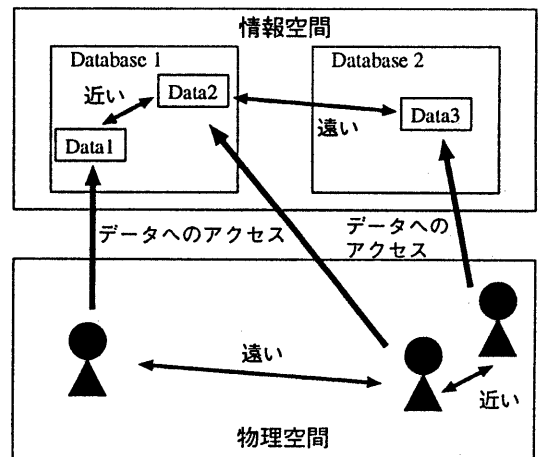 情報空間
Database 1
Database 2
近い
Data2
遠い
Data3
Data1
データへのアクセス
データへの
アクセス
遠い
近い
物理空間